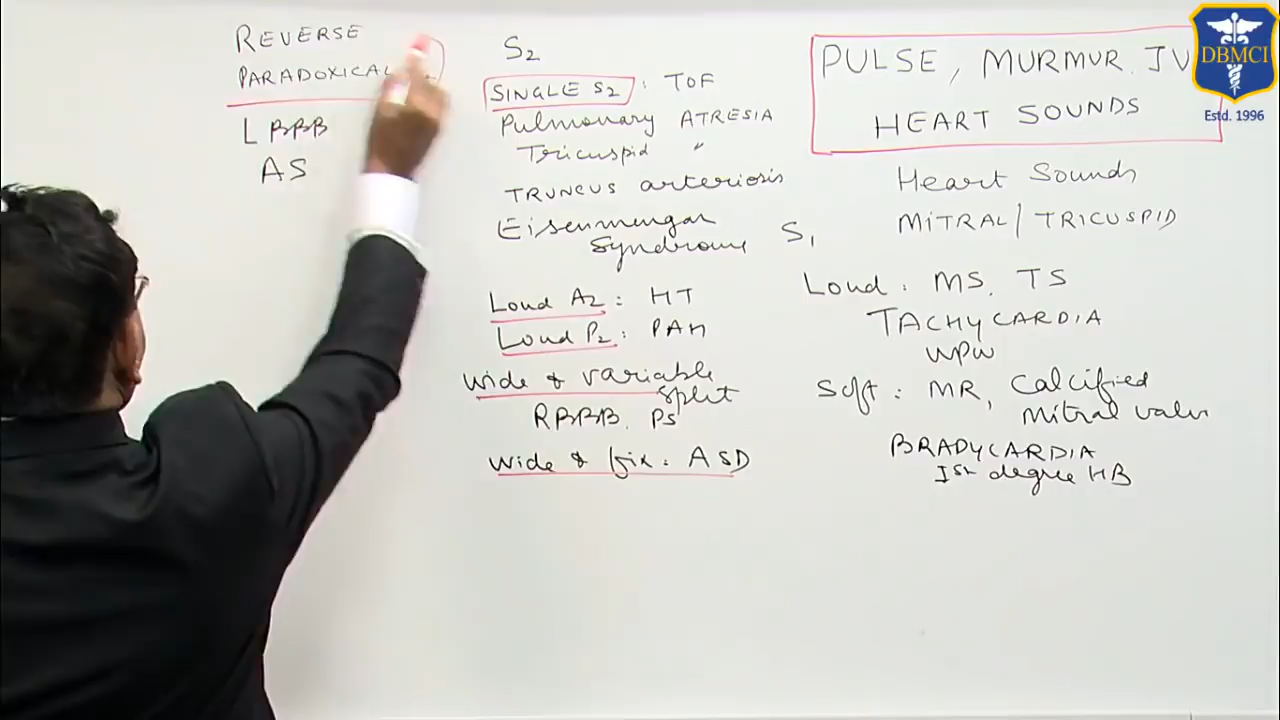 REVERSE
PARADOXICAL
LBBB
AS
S2
SINGLE S2 : TOF
Pulmonary ATRESIA
Tricuspid "
TRUNCUS arteriosis
Eisenmengar
Syndrome
Loud A2 : HT
Loud P2 : PAH
Wide & variable
split
RBBB, PS
Wide & fix : ASD
PULSE, MURMUR, JV
HEART SOUNDS
Heart Sounds
MITRAL/TRICUSPID
S1
Loud : MS, TS
TACHYCARDIA
WPW
Soft : MR, Calcified
Mitral valve
BRADYCARDIA
Ist degree HB
DBMCI
Estd. 1996